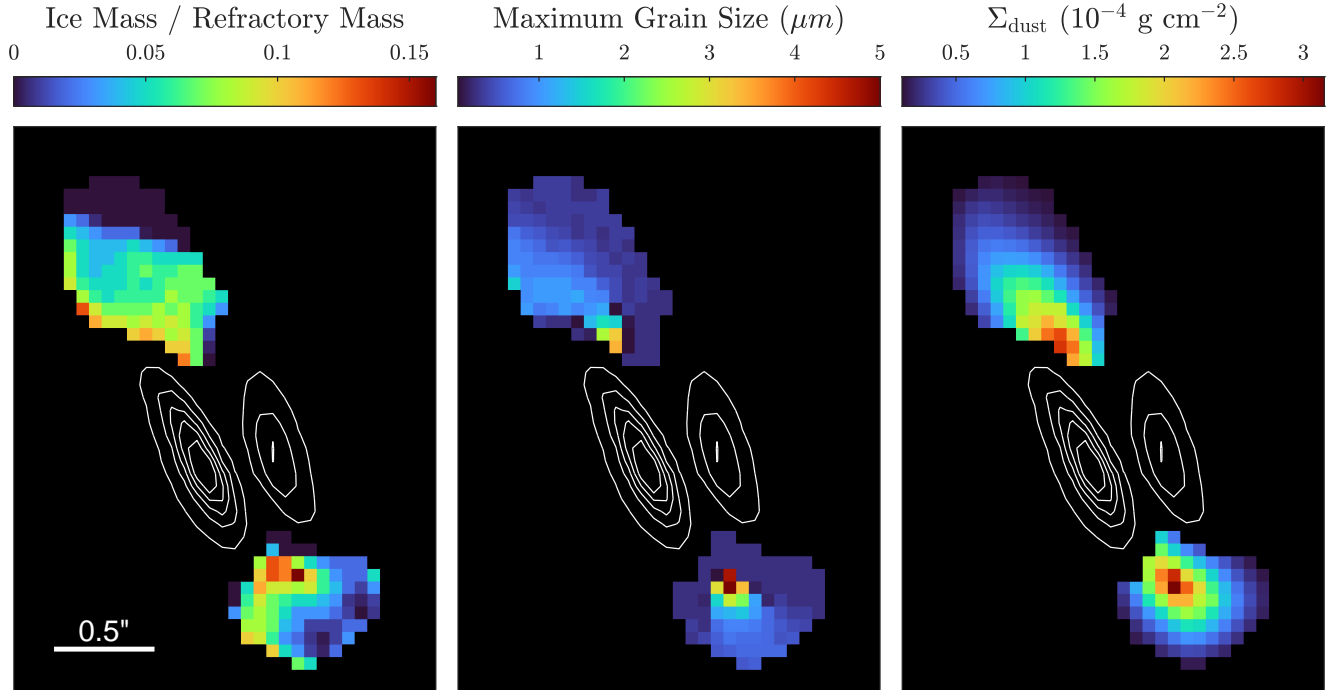 Ice Mass / Refractory Mass
0 0.05 0.1 0.15
Maximum Grain Size (μm)
1 2 3 4 5
Σdust (10⁻⁴ g cm⁻²)
0.5 1 1.5 2 2.5 3
0.5"